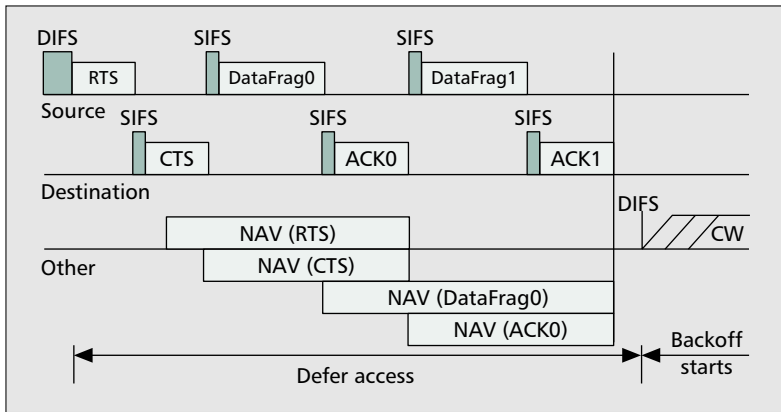 DIFS
SIFS
SIFS
RTS
DataFrag0
DataFrag1
Source
SIFS
SIFS
SIFS
CTS
ACK0
ACK1
Destination
DIFS
NAV (RTS)
CW
Other
NAV (CTS)
NAV (DataFrag0)
NAV (ACK0)
Defer access
Backoff
starts